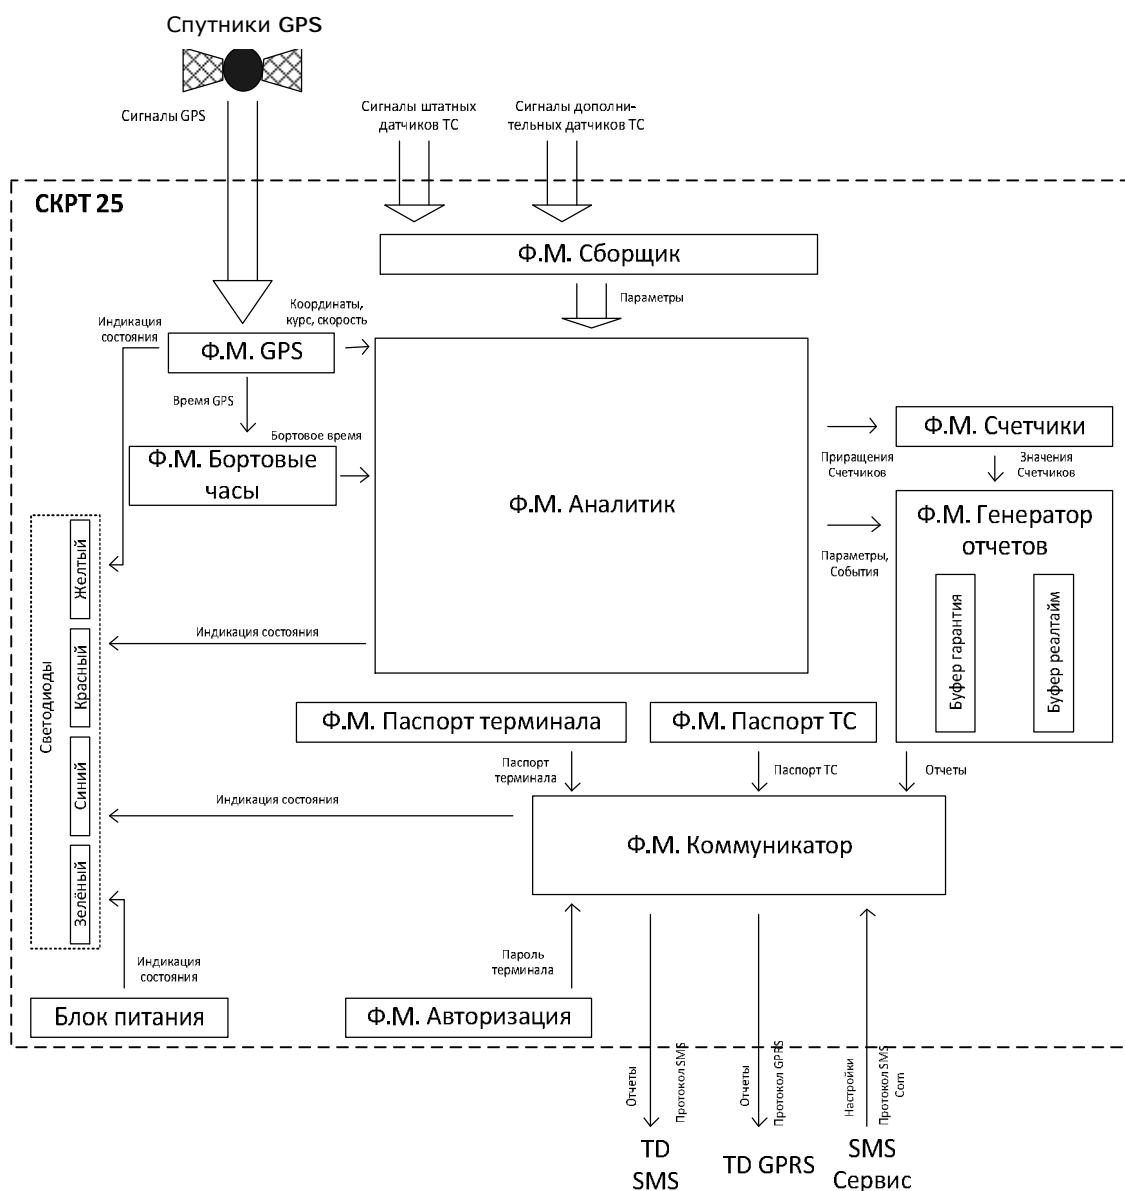 Спутники GPS
Сигналы GPS
Сигналы штатных
датчиков ТС
Сигналы дополни-
тельных датчиков ТС
СКРТ 25
Ф.М. Сборщик
Параметры
Координаты,
курс, скорость
Индикация
состояния
Ф.М. GPS
Время GPS
Бортовое время
Ф.М. Бортовые
часы
Ф.М. Аналитик
Ф.М. Счетчики
Приращения
Счетчиков
Значения
Счетчиков
Ф.М. Генератор
отчетов
Параметры,
События
Буфер гарантия
Буфер реалтайм
Светодиоды
Желтый
Красный
Синий
Зелёный
Индикация состояния
Ф.М. Паспорт терминала
Ф.М. Паспорт ТС
Паспорт
терминала
Паспорт ТС
Отчеты
Индикация состояния
Ф.М. Коммуникатор
Пароль
терминала
Индикация
состояния
Блок питания
Ф.М. Авторизация
Отчеты
Протокол SMS
Отчеты
Протокол GPRS
Настройки
Протокол SMS
Com
TD
SMS
TD GPRS
SMS
Сервис